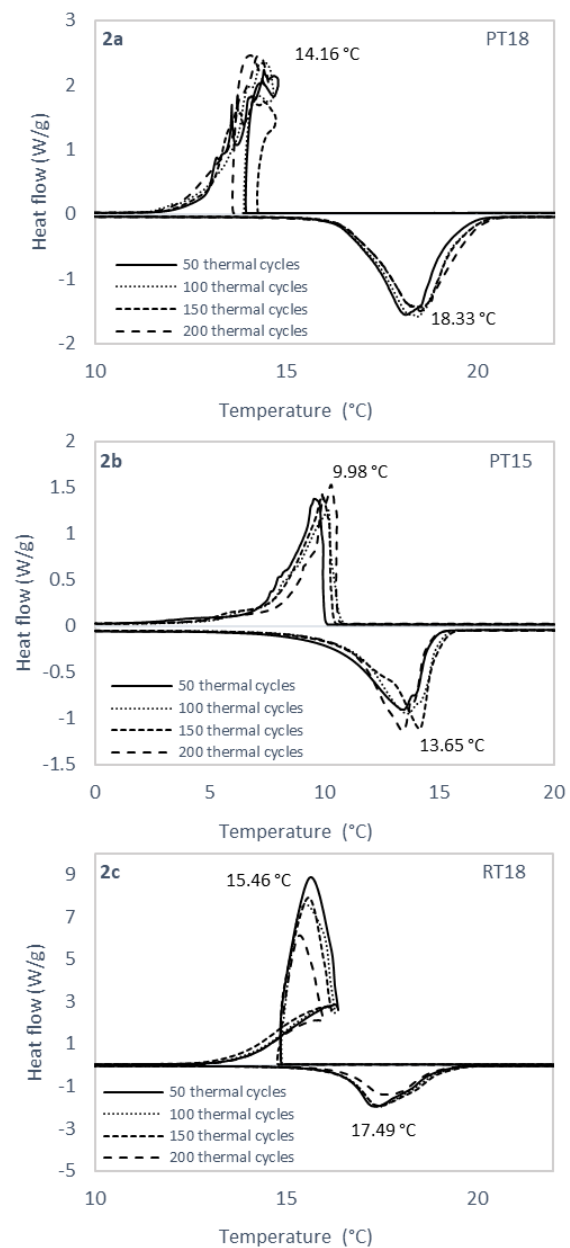 2a
PT18
14.16 °C
3
2
1
0
-1
-2
Heat flow (W/g)
50 thermal cycles
100 thermal cycles
150 thermal cycles
200 thermal cycles
18.33 °C
10 15 20
Temperature (°C)
2b
PT15
9.98 °C
2
1.5
1
0.5
0
-0.5
-1
-1.5
Heat flow (W/g)
50 thermal cycles
100 thermal cycles
150 thermal cycles
200 thermal cycles
13.65 °C
0 5 10 15 20
Temperature (°C)
2c
RT18
15.46 °C
9
7
5
3
1
-1
-3
-5
Heat flow (W/g)
50 thermal cycles
100 thermal cycles
150 thermal cycles
200 thermal cycles
17.49 °C
10 15 20
Temperature (°C)